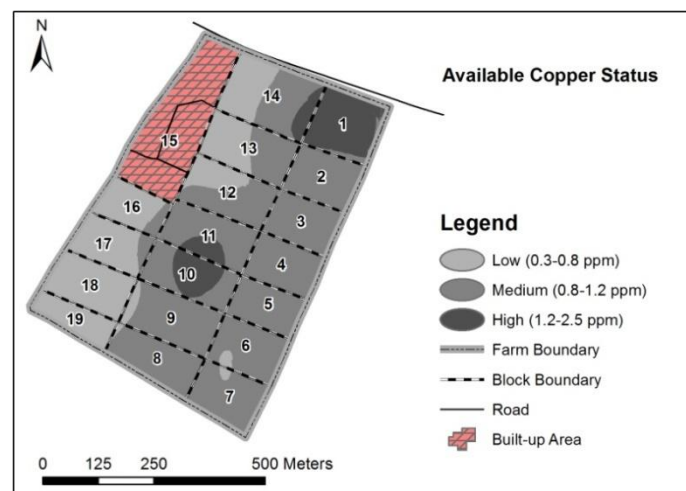 N
Available Copper Status
14
1
15
13
2
12
16
3
11
17
4
10
18
5
9
19
6
8
7
Legend
Low (0.3-0.8 ppm)
Medium (0.8-1.2 ppm)
High (1.2-2.5 ppm)
Farm Boundary
Block Boundary
Road
Built-up Area
0 125 250 500 Meters